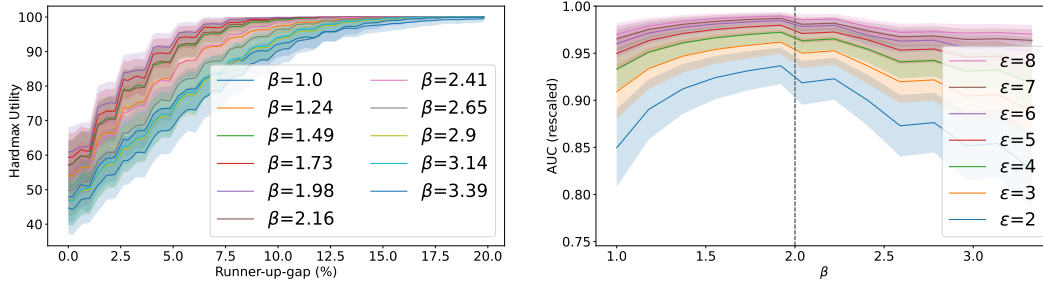 100
90
80
70
60
50
40
Hardmax Utility
0.0 2.5 5.0 7.5 10.0 12.5 15.0 17.5 20.0
Runner-up-gap (%)
β=1.0
β=1.24
β=1.49
β=1.73
β=1.98
β=2.16
β=2.41
β=2.65
β=2.9
β=3.14
β=3.39
1.00
0.95
0.90
0.85
0.80
0.75
AUC (rescaled)
1.0 1.5 2.0 2.5 3.0
β
ε=8
ε=7
ε=6
ε=5
ε=4
ε=3
ε=2